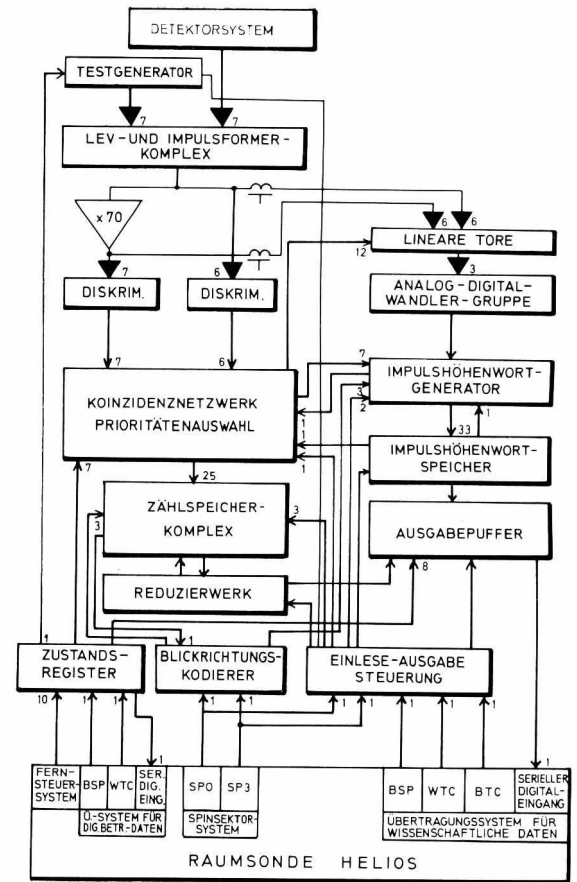 DETEKTORSYSTEM
TESTGENERATOR
7
7
LEV-UND IMPULSFORMER-
KOMPLEX
x 70
6
6
LINEARE TORE
12
7
6
3
DISKRIM.
DISKRIM.
ANALOG-DIGITAL-
WANDLER-GRUPPE
7
6
7
KOINZIDENZNETZWERK
PRIORITÄTENAUSWAHL
IMPULSHÖHENWORT-
GENERATOR
3
2
1
1
1
33
1
IMPULSHÖHENWORT-
SPEICHER
7
25
ZÄHLSPEICHER-
KOMPLEX
3
3
AUSGABEPUFFER
8
REDUZIERWERK
1
1
ZUSTANDS-
REGISTER
BLICKRICHTUNGS-
KODIERER
EINLESE-AUSGABE
STEUERUNG
10
1
1
1
1
1
1
1
1
1
1
1
FERN-
STEUER-
SYSTEM
BSP
WTC
SER.
DIG.
EING.
Ü.-SYSTEM FÜR
DIG.BETR.-DATEN
SP0
SP3
SPINSEKTOR-
SYSTEM
BSP
WTC
BTC
SERIELLER
DIGITAL-
EINGANG
ÜBERTRAGUNGSSYSTEM FÜR
WISSENSCHAFTLICHE DATEN
RAUMSONDE HELIOS